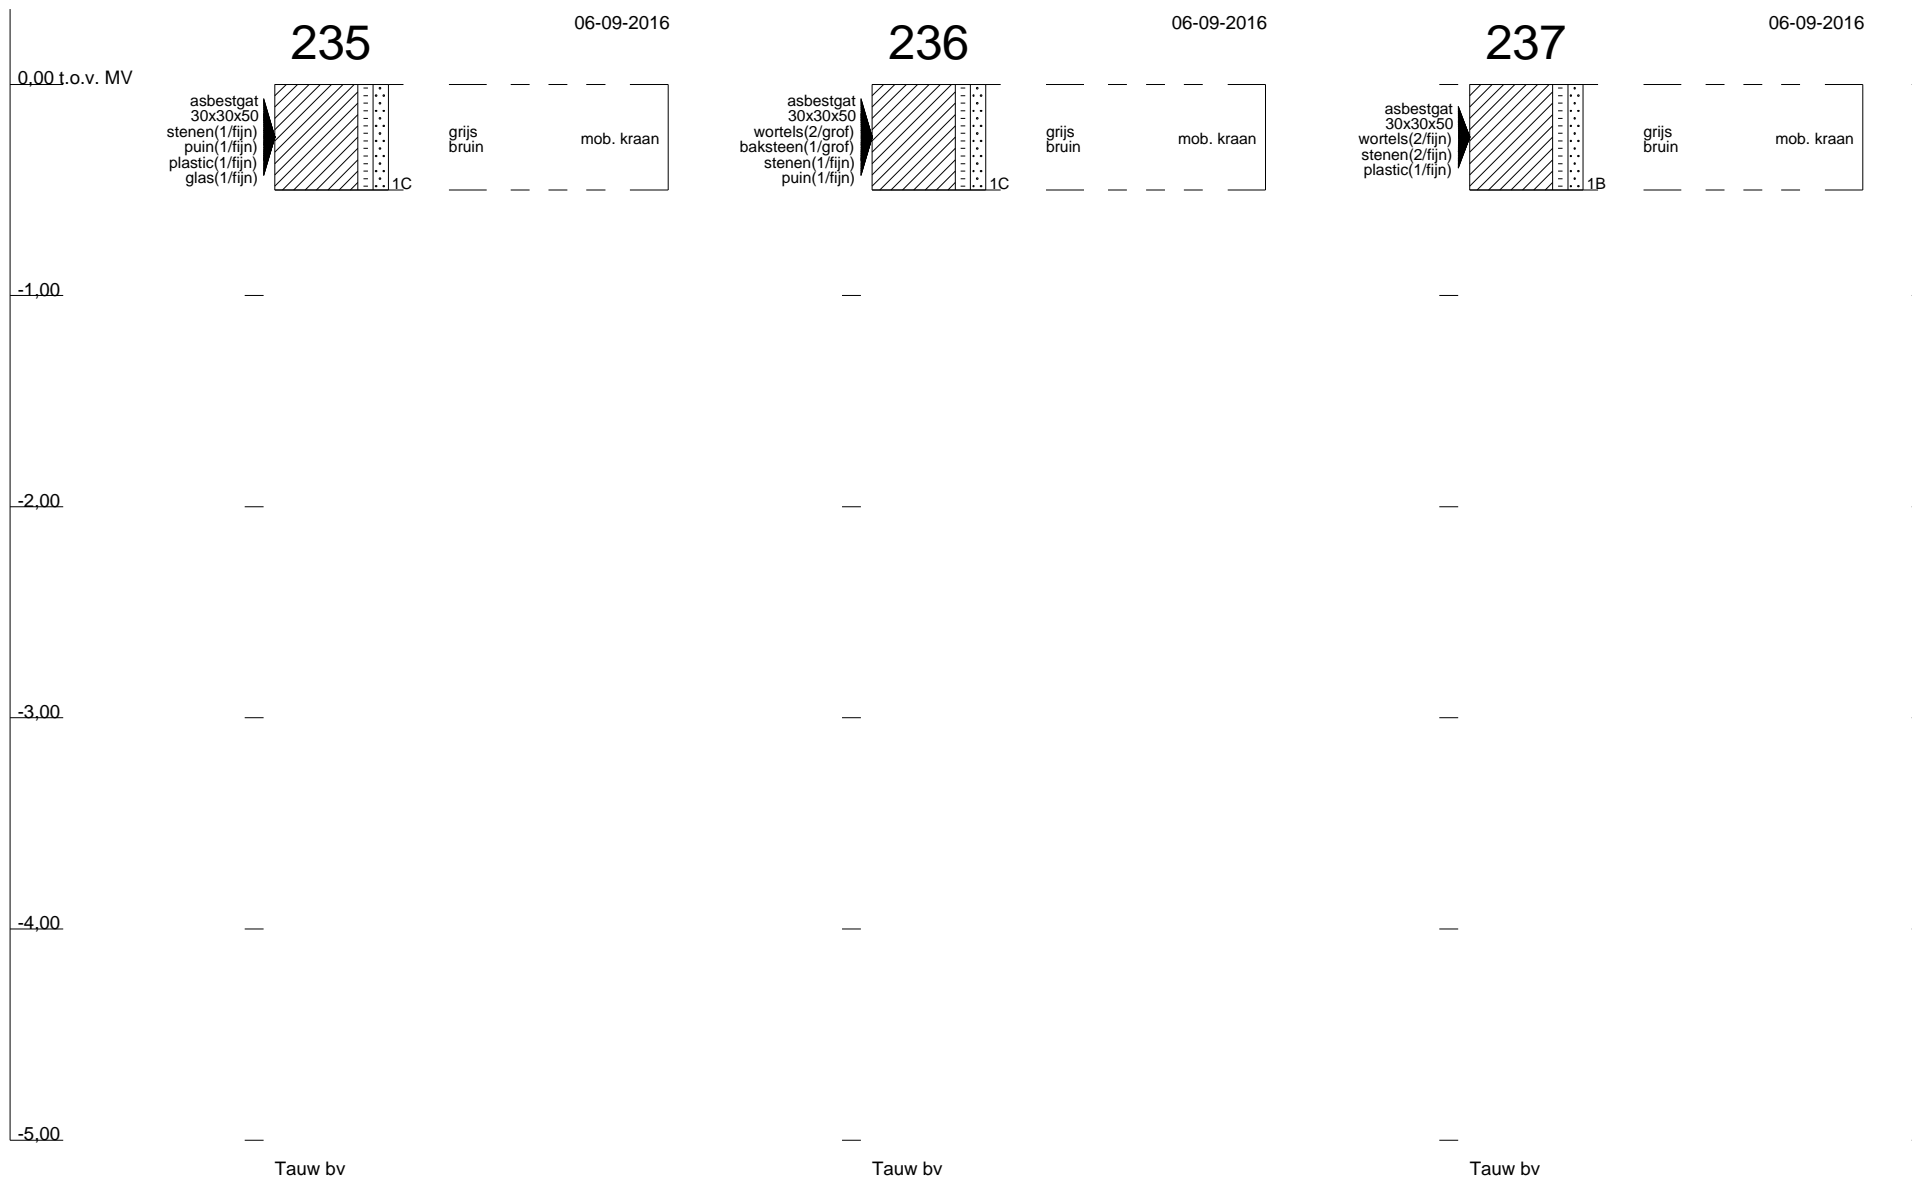 235
06-09-2016
236
06-09-2016
237
06-09-2016
0,00 t.o.v. MV
asbestgat
30x30x50
stenen(1/fijn)
puin(1/fijn)
plastic(1/fijn)
glas(1/fijn)
1C
grijs
bruin
mob. kraan
asbestgat
30x30x50
wortels(2/grof)
baksteen(1/grof)
stenen(1/fijn)
puin(1/fijn)
1C
grijs
bruin
mob. kraan
asbestgat
30x30x50
wortels(2/fijn)
stenen(2/fijn)
plastic(1/fijn)
1B
grijs
bruin
mob. kraan
-1,00
-2,00
-3,00
-4,00
-5,00
Tauw bv
Tauw bv
Tauw bv